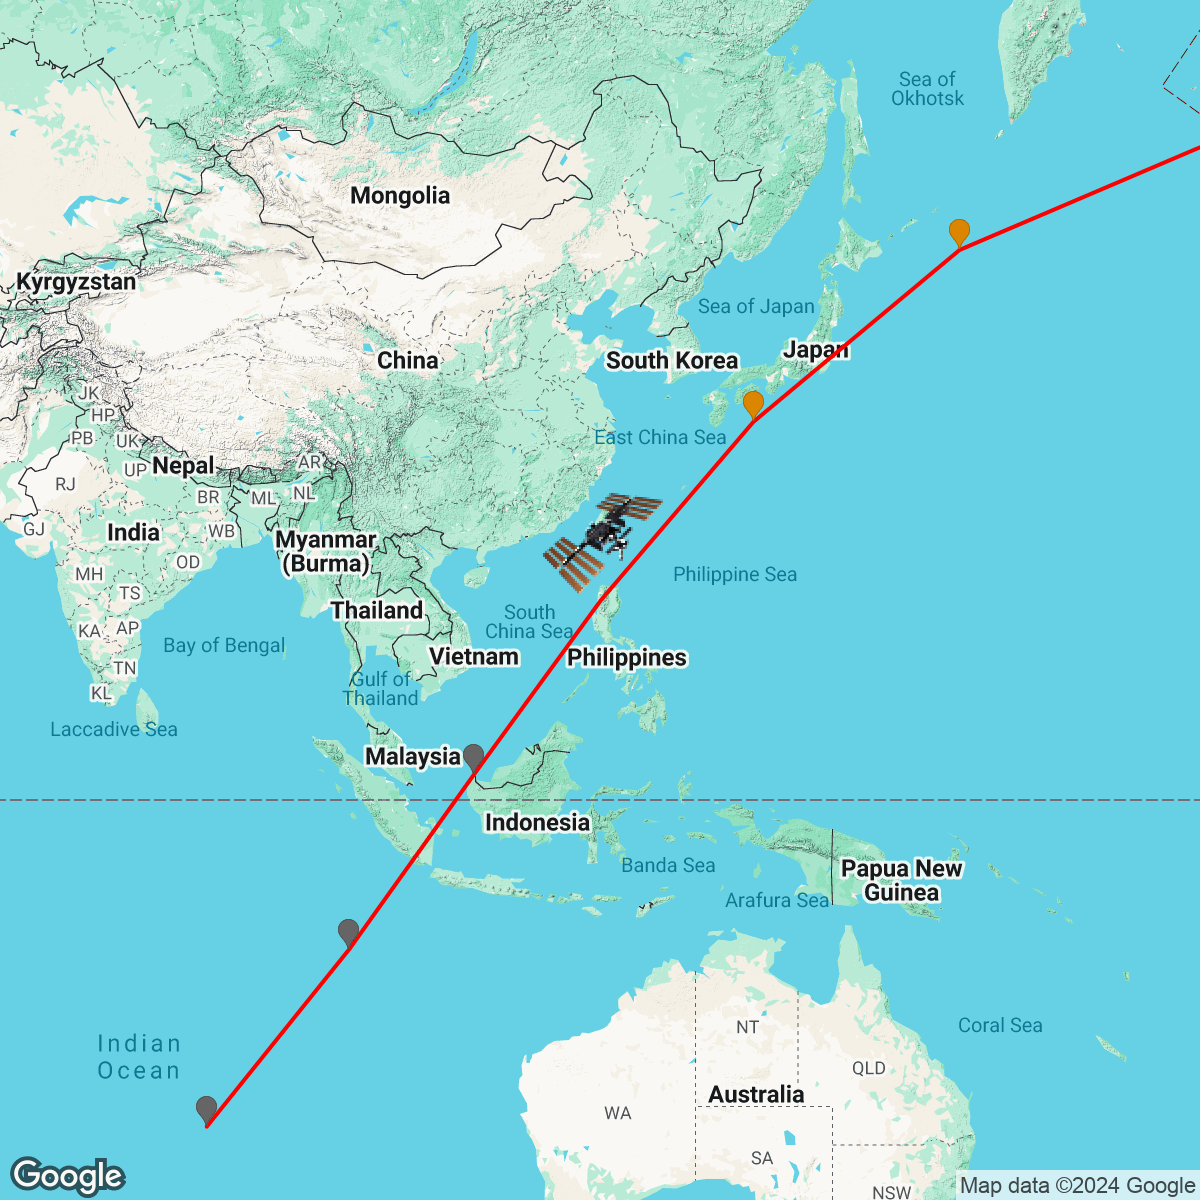 Sea of
Okhotsk
Mongolia
Kyrgyzstan
Sea of Japan
China
South Korea
Japan
JK
HP
PB
UK
East China Sea
UP
Nepal
AR
RJ
BR
ML
NL
GJ
India
WB
Myanmar
(Burma)
OD
MH
Philippine Sea
TS
Thailand
South
China Sea
KA
AP
Bay of Bengal
Vietnam
Philippines
TN
KL
Gulf of
Thailand
Laccadive Sea
Malaysia
Indonesia
Banda Sea
Papua New
Guinea
Arafura Sea
Indian
Ocean
NT
Coral Sea
QLD
Australia
WA
SA
Google
NSW
Map data ©2024 Google